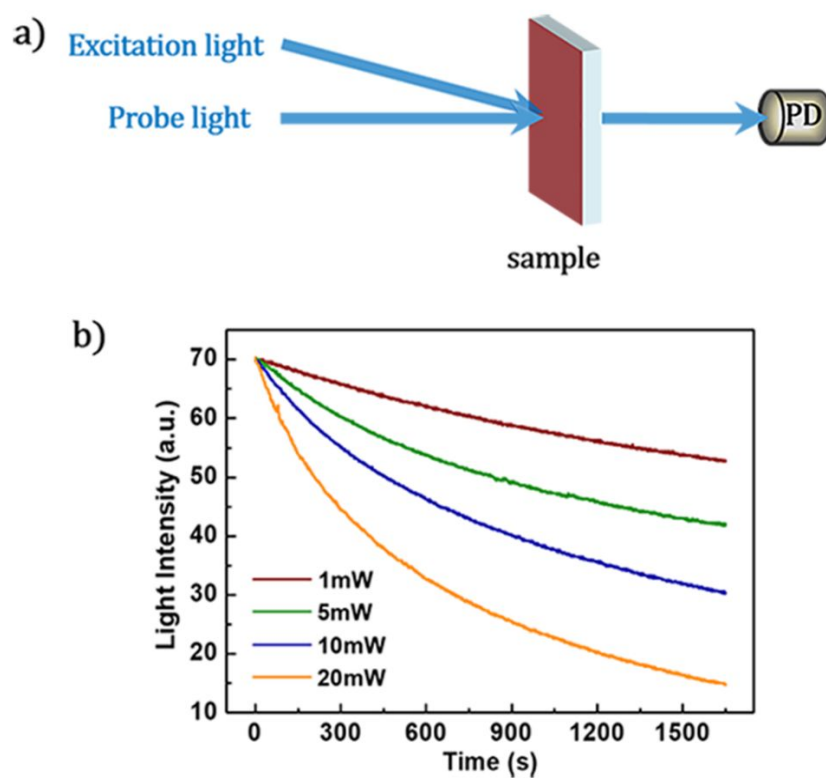 a)
Excitation light
Probe light
PD
sample
b)
Light Intensity (a.u.)
70
60
50
40
30
20
10
1mW
5mW
10mW
20mW
0 300 600 900 1200 1500
Time (s)